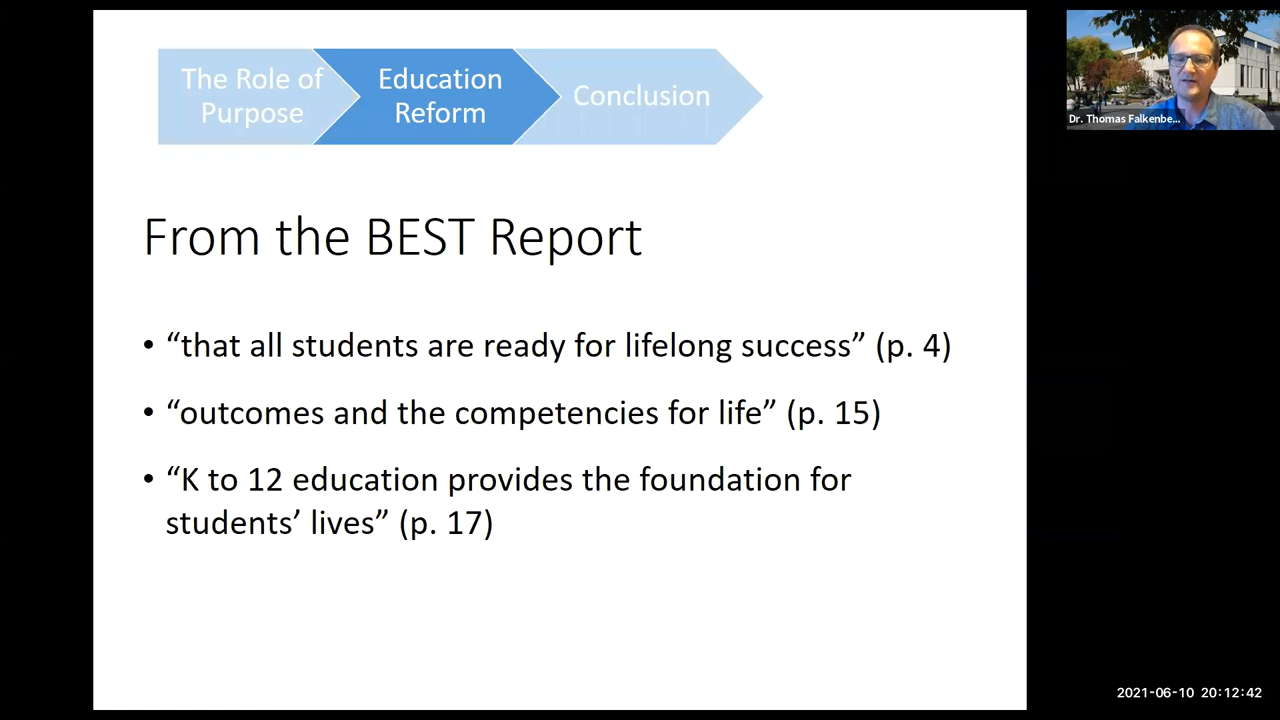 The Role of
Purpose
Education
Reform
Conclusion
Dr. Thomas Falkenbe...
From the BEST Report
• “that all students are ready for lifelong success” (p. 4)
• “outcomes and the competencies for life” (p. 15)
• “K to 12 education provides the foundation for
students’ lives” (p. 17)
2021-06-10 20:12:42